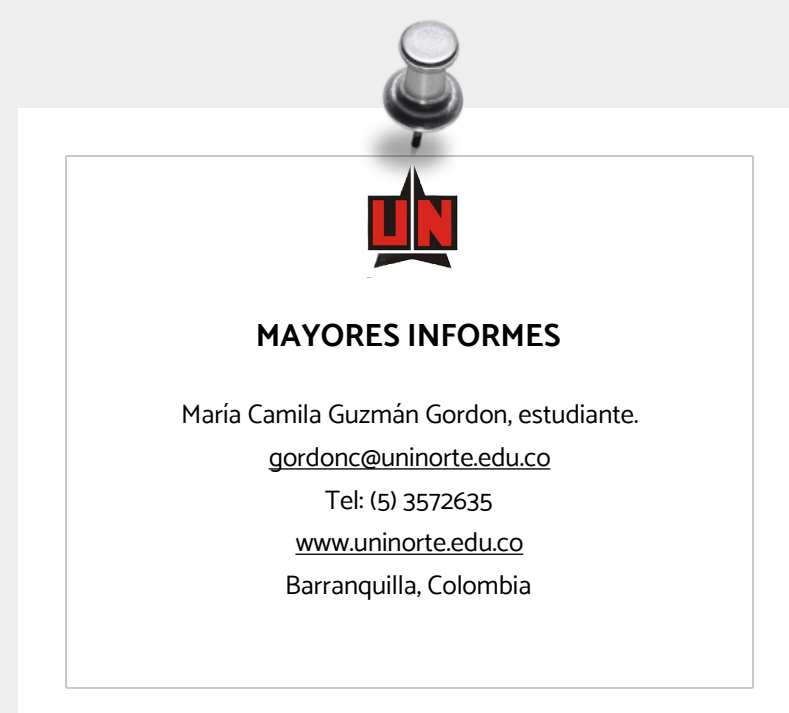 UN
MAYORES INFORMES
María Camila Guzmán Gordon, estudiante.
gordonc@uninorte.edu.co
Tel: (5) 3572635
www.uninorte.edu.co
Barranquilla, Colombia